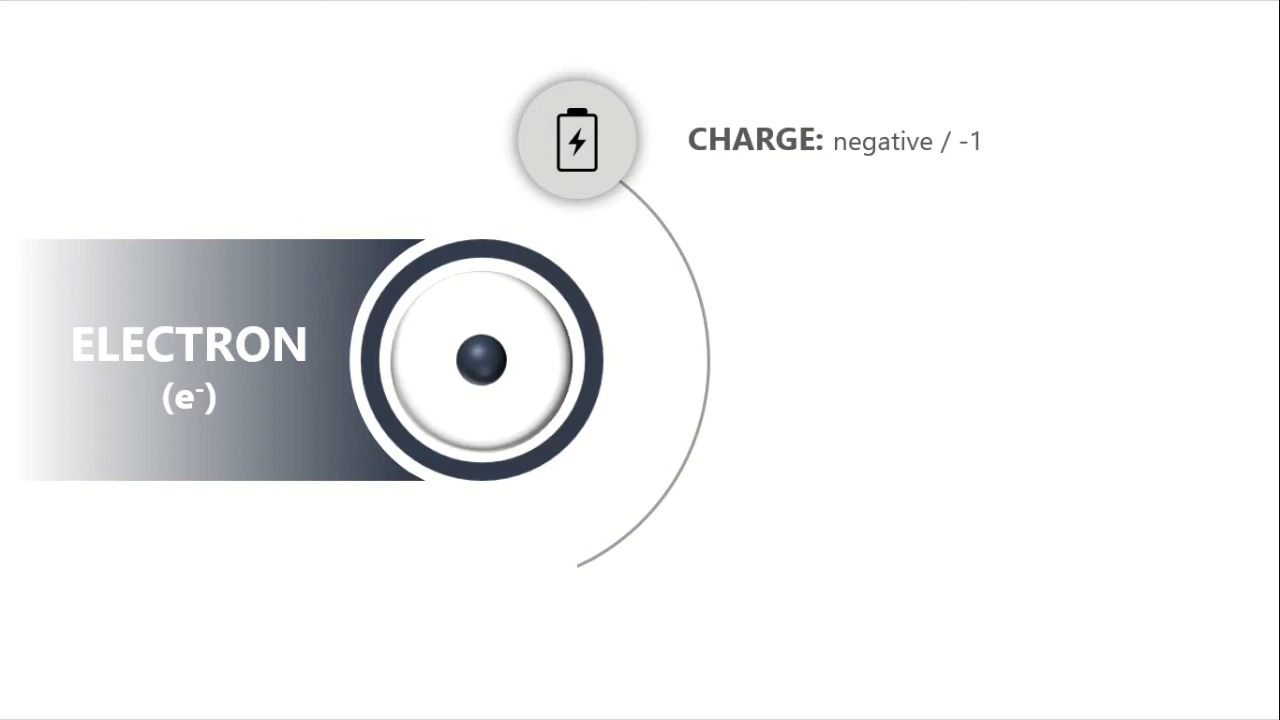 CHARGE: negative / -1
ELECTRON
(e⁻)